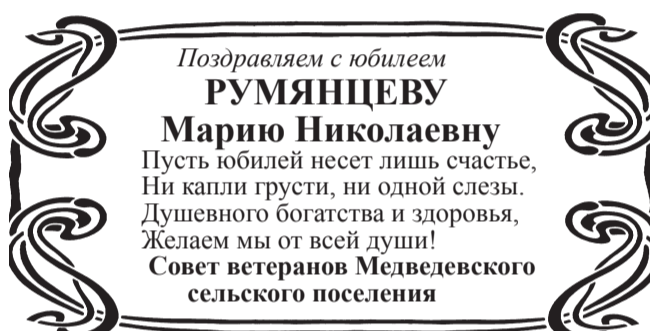 Поздравляем с юбилеем
РУМЯНЦЕВУ
Марию Николаевну
Пусть юбилей несет лишь счастье,
Ни капли грусти, ни одной слезы.
Душевного богатства и здоровья,
Желаем мы от всей души!
Совет ветеранов Медведевского
сельского поселения